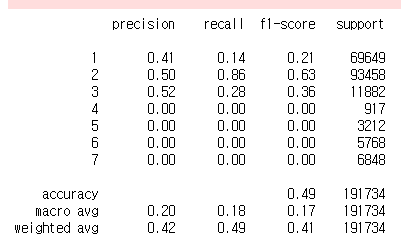 precision recall f1-score support
1 0.41 0.14 0.21 69649
2 0.50 0.86 0.63 93458
3 0.52 0.28 0.36 11882
4 0.00 0.00 0.00 917
5 0.00 0.00 0.00 3212
6 0.00 0.00 0.00 5768
7 0.00 0.00 0.00 6848
accuracy 0.49 191734
macro avg 0.20 0.18 0.17 191734
weighted avg 0.42 0.49 0.41 191734